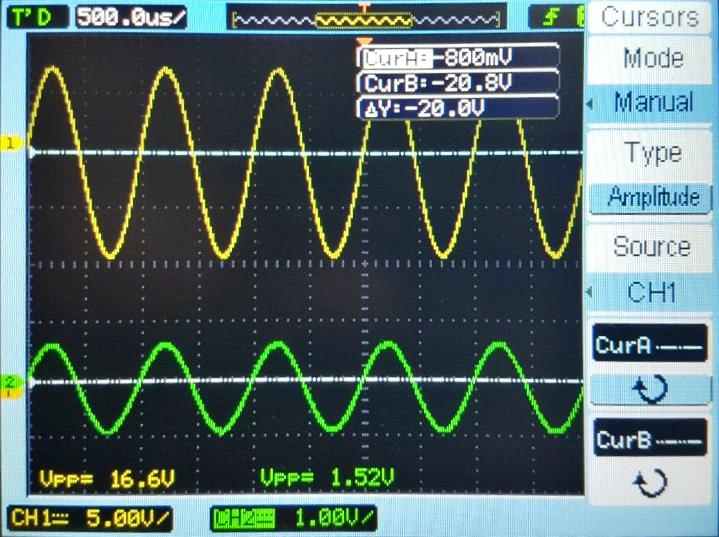 T'D 500.0us/ T f Cursors
CurA:-800mV
Mode
CurB:-20.8V
Manual
ΔY:-20.0V
1
Type
Amplitude
Source
CH1
CurA
2
CurB
Vpp= 16.6V Vpp= 1.52V
CH1 5.00V/ CH2 1.00V/